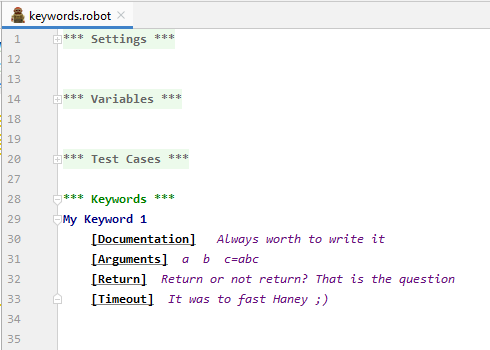 keywords.robot
1 *** Settings ***
12
13
14 *** Variables ***
18
19
20 *** Test Cases ***
27
28 *** Keywords ***
29 My Keyword 1
30 [Documentation] Always worth to write it
31 [Arguments] a b c=abc
32 [Return] Return or not return? That is the question
33 [Timeout] It was to fast Haney ;)
34
35